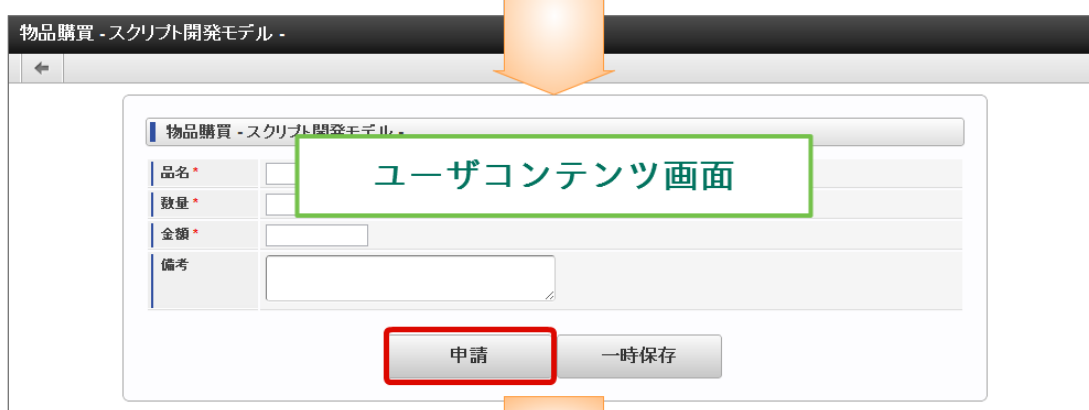 物品購買 -スクリプト開発モデル -
物品購買 -スクリプト開発モデル -
ユーザコンテンツ画面
品名*
数量*
金額*
備考
申請 一時保存